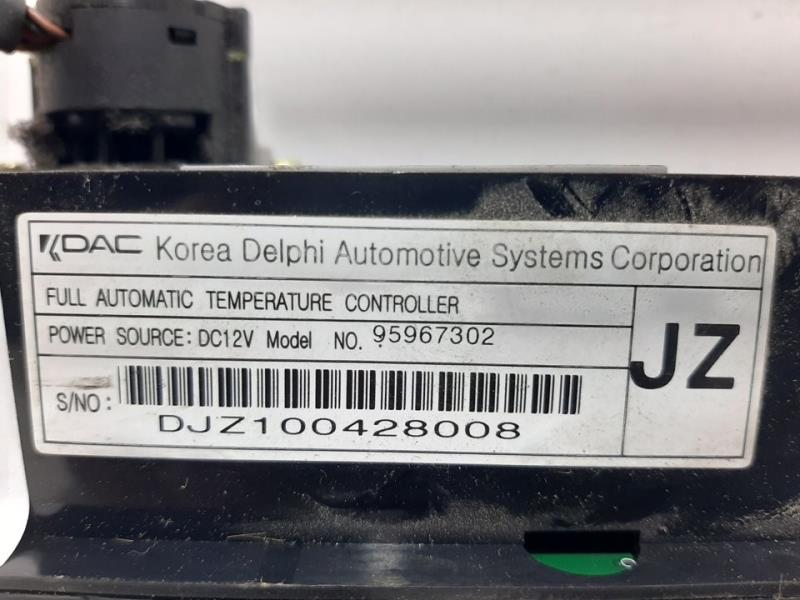 KDAC Korea Delphi Automotive Systems Corporation
FULL AUTOMATIC TEMPERATURE CONTROLLER
POWER SOURCE: DC12V Model NO. 95967302
JZ
S/NO:
DJZ100428008